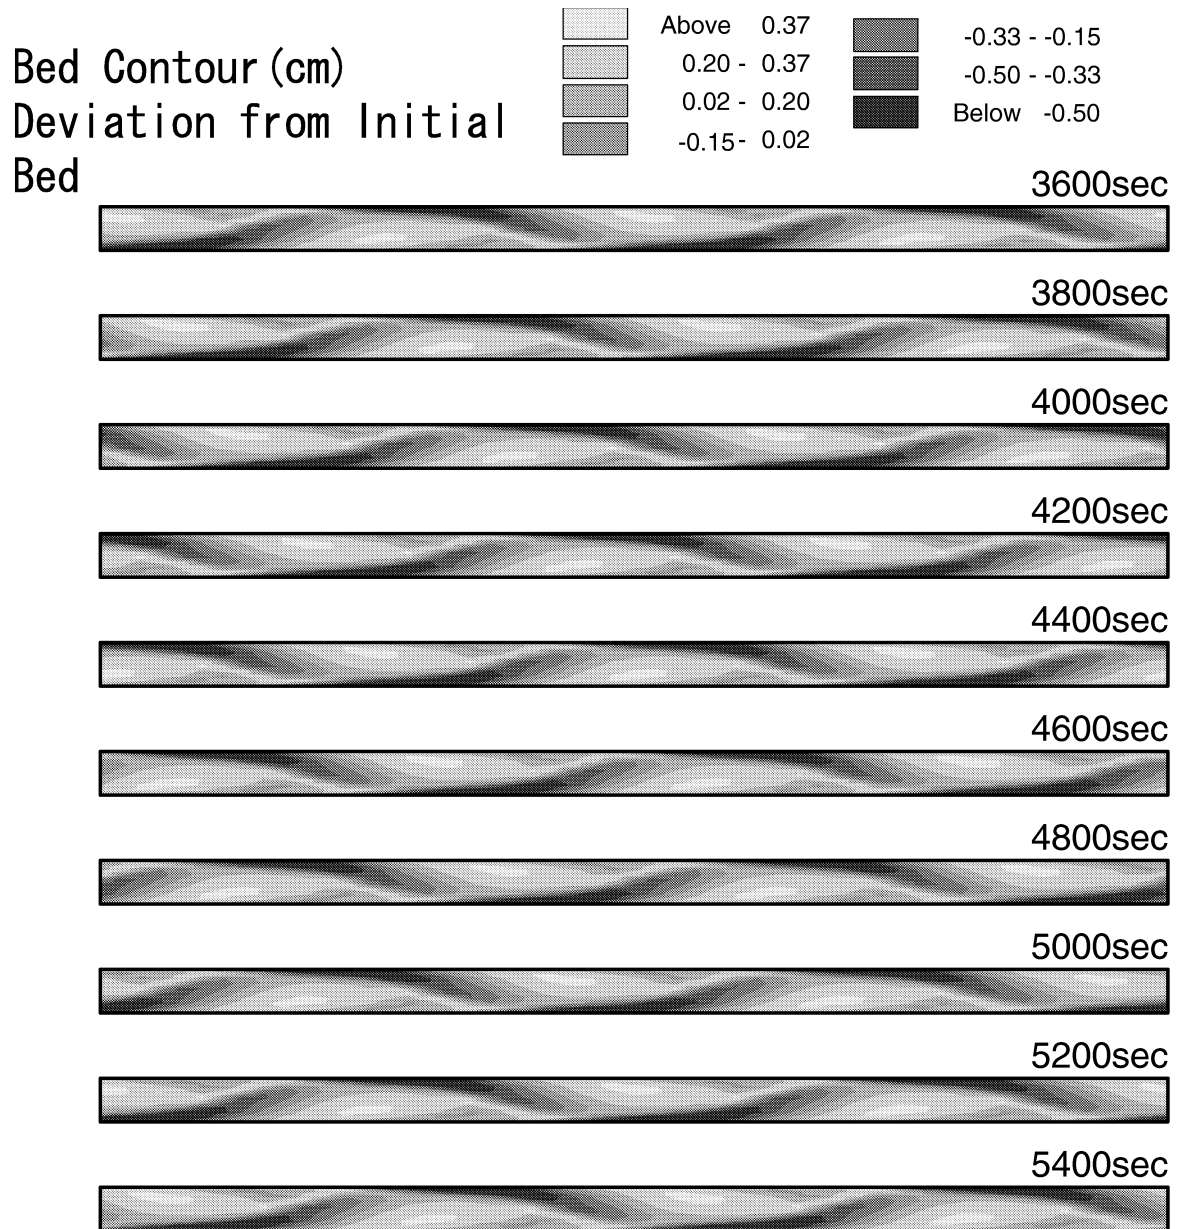 Bed Contour(cm)
Deviation from Initial
Bed
Above 0.37
0.20 - 0.37
0.02 - 0.20
-0.15- 0.02
-0.33 - -0.15
-0.50 - -0.33
Below -0.50
3600sec
3800sec
4000sec
4200sec
4400sec
4600sec
4800sec
5000sec
5200sec
5400sec